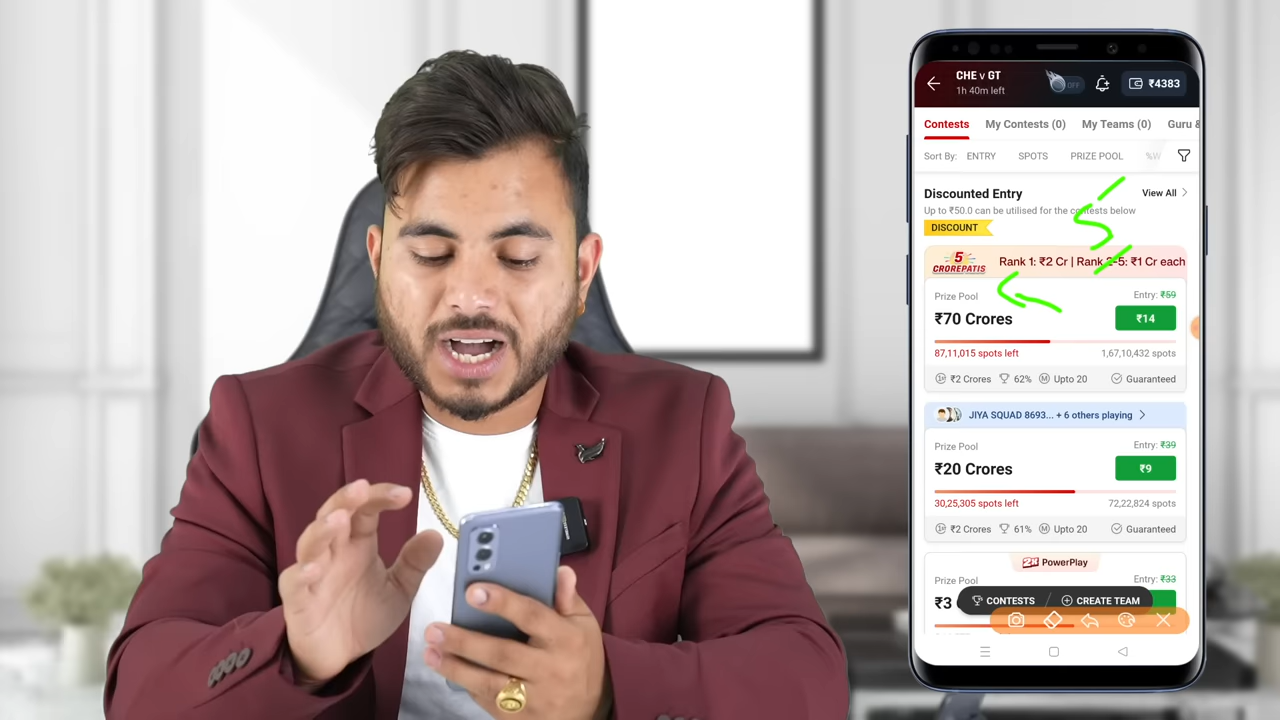 CHE v GT
1h 40m left
OFF
₹4383
Contests
My Contests (0)
My Teams (0)
Guru &
Sort By:
ENTRY
SPOTS
PRIZE POOL
%W
Discounted Entry
View All
Up to ₹50.0 can be utilised for the contests below
DISCOUNT
5
CROREPATIS
Rank 1: ₹2 Cr | Rank 2-5: ₹1 Cr each
5
Prize Pool
Entry: ₹59
₹70 Crores
₹14
87,11,015 spots left
1,67,10,432 spots
₹2 Crores
62%
M Upto 20
Guaranteed
JIYA SQUAD 8693... + 6 others playing
Prize Pool
Entry: ₹39
₹20 Crores
₹9
30,25,305 spots left
72,22,824 spots
₹2 Crores
61%
M Upto 20
Guaranteed
2X PowerPlay
Prize Pool
Entry: ₹33
₹3
CONTESTS
CREATE TEAM